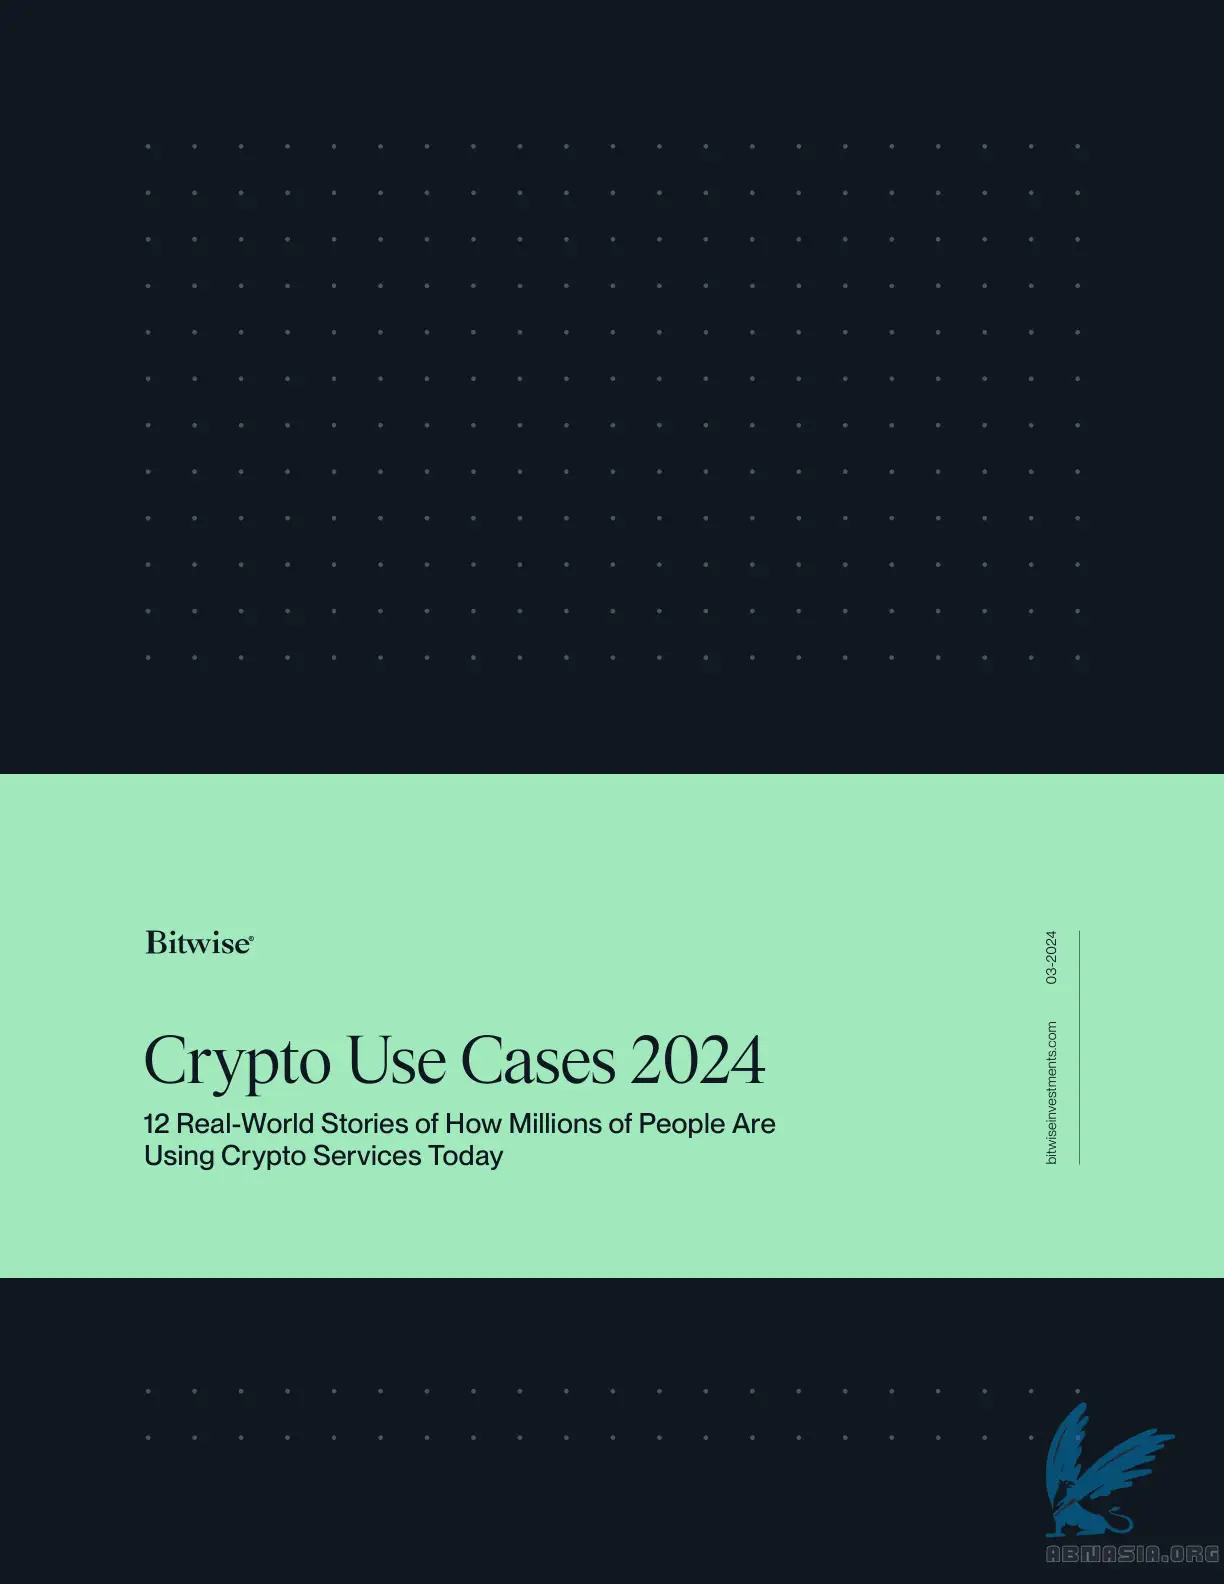 Bitwise®
Crypto Use Cases 2024
12 Real-World Stories of How Millions of People Are
Using Crypto Services Today
bitwiseinvestments.com 03-2024
ABNASIA.ORG